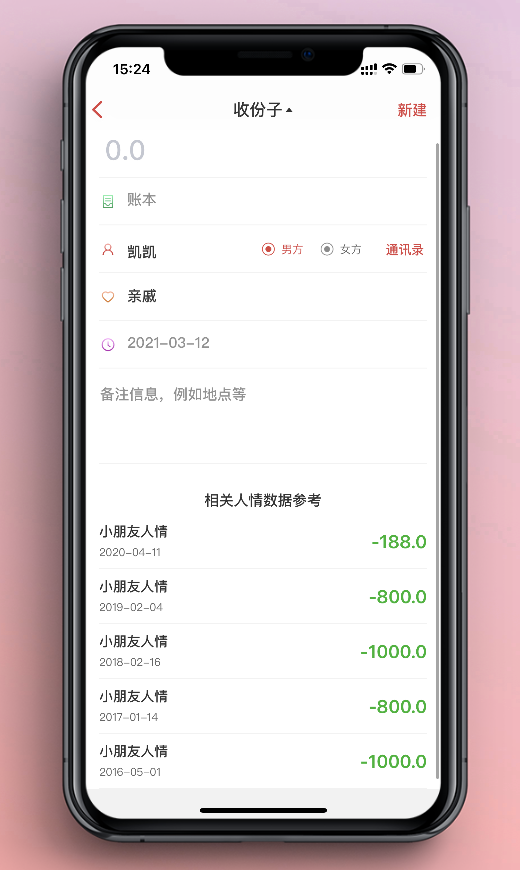 15:24
收份子
新建
0.0
账本
凯凯
男方
女方
通讯录
亲戚
2021-03-12
备注信息，例如地点等
相关人情数据参考
小朋友人情
2020-04-11
-188.0
小朋友人情
2019-02-04
-800.0
小朋友人情
2018-02-16
-1000.0
小朋友人情
2017-01-14
-800.0
小朋友人情
2016-05-01
-1000.0